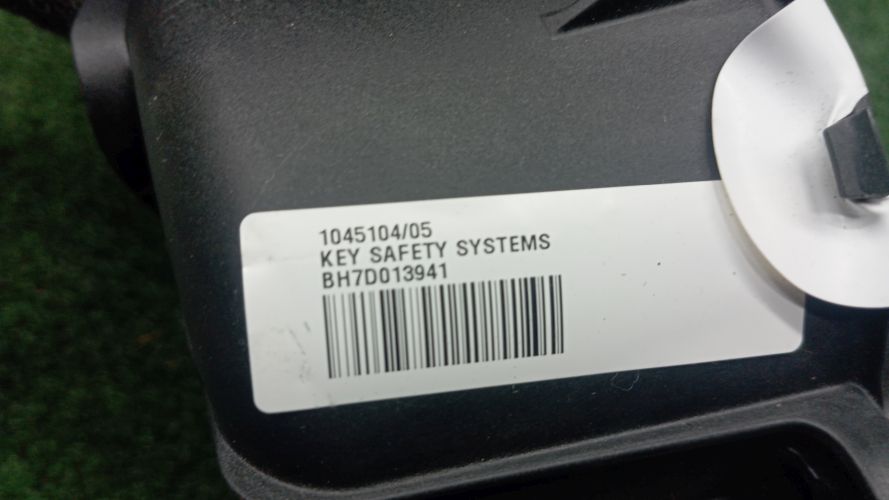 1045104/05
KEY SAFETY SYSTEMS
BH7D013941